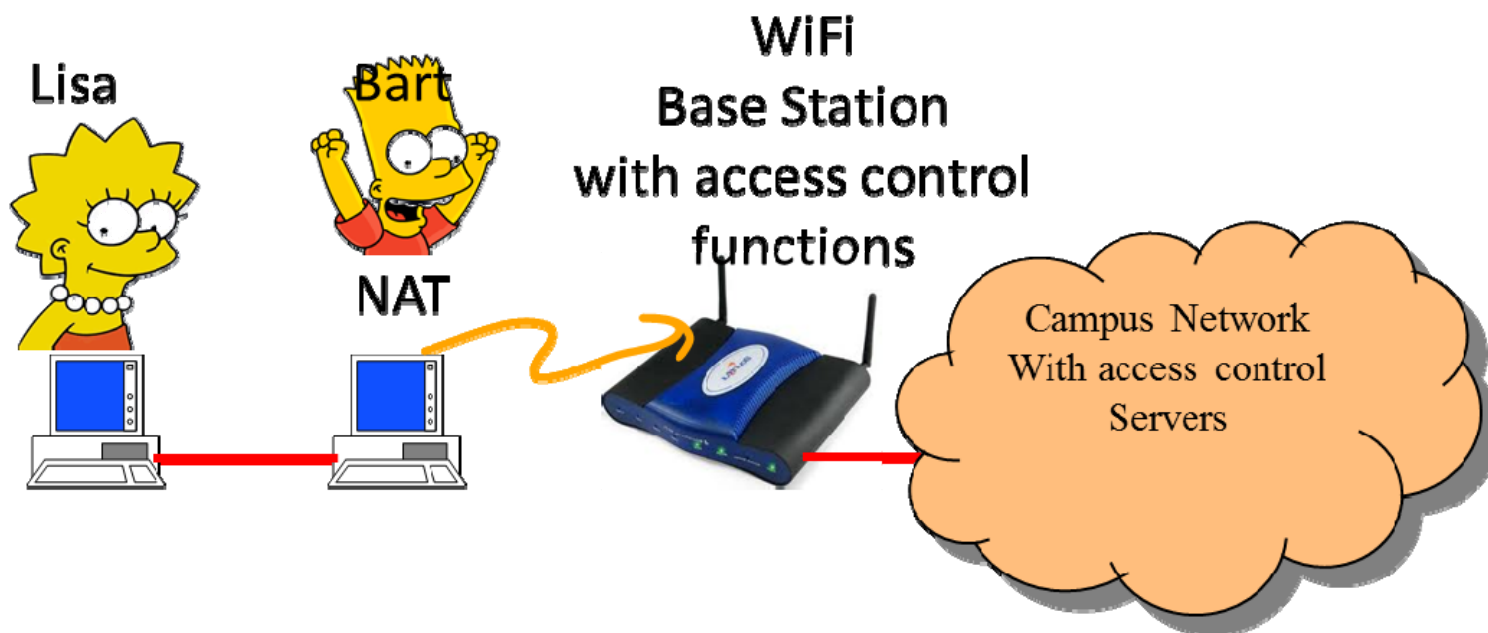 Lisa
Bart
NAT
WiFi
Base Station
with access control
functions
Campus Network
With access control
Servers